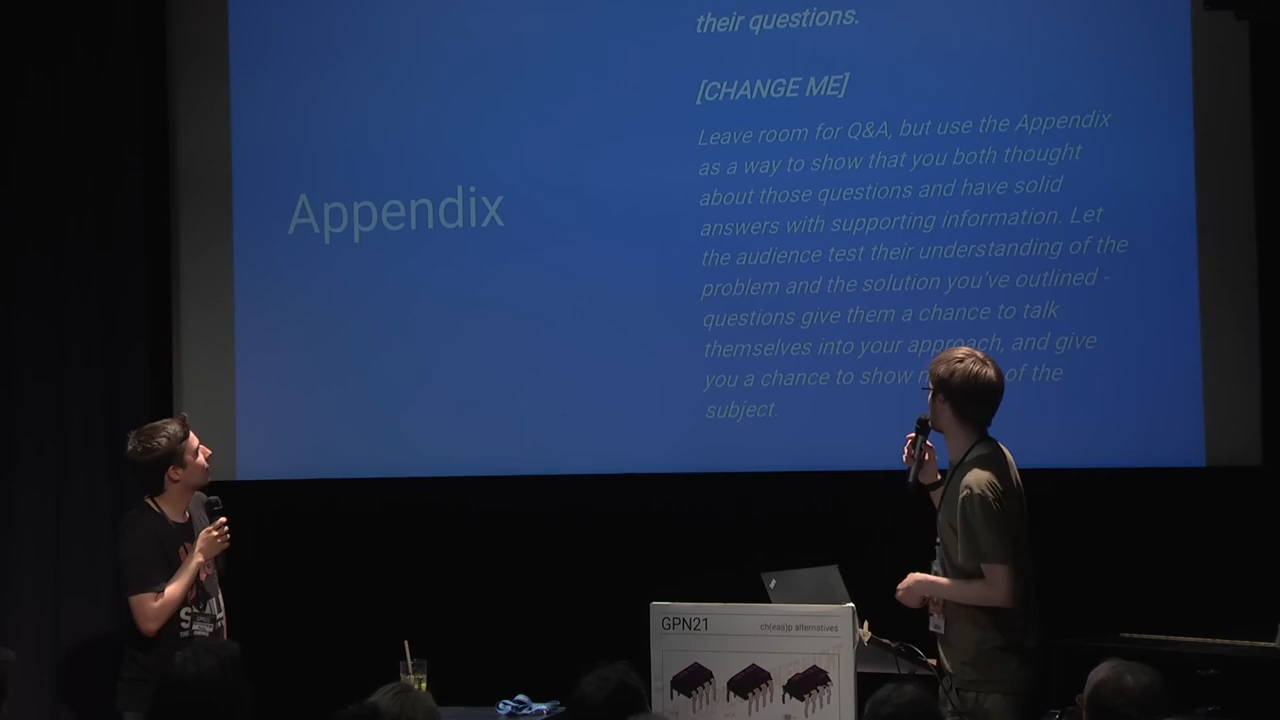 their questions.
[CHANGE ME]
Leave room for Q&A, but use the Appendix
as a way to show that you both thought
about those questions and have solid
answers with supporting information. Let
the audience test their understanding of the
problem and the solution you've outlined -
questions give them a chance to talk
themselves into your approach, and give
you a chance to show of the
subject.
Appendix
GPN21
ch(ea|i)p alternatives